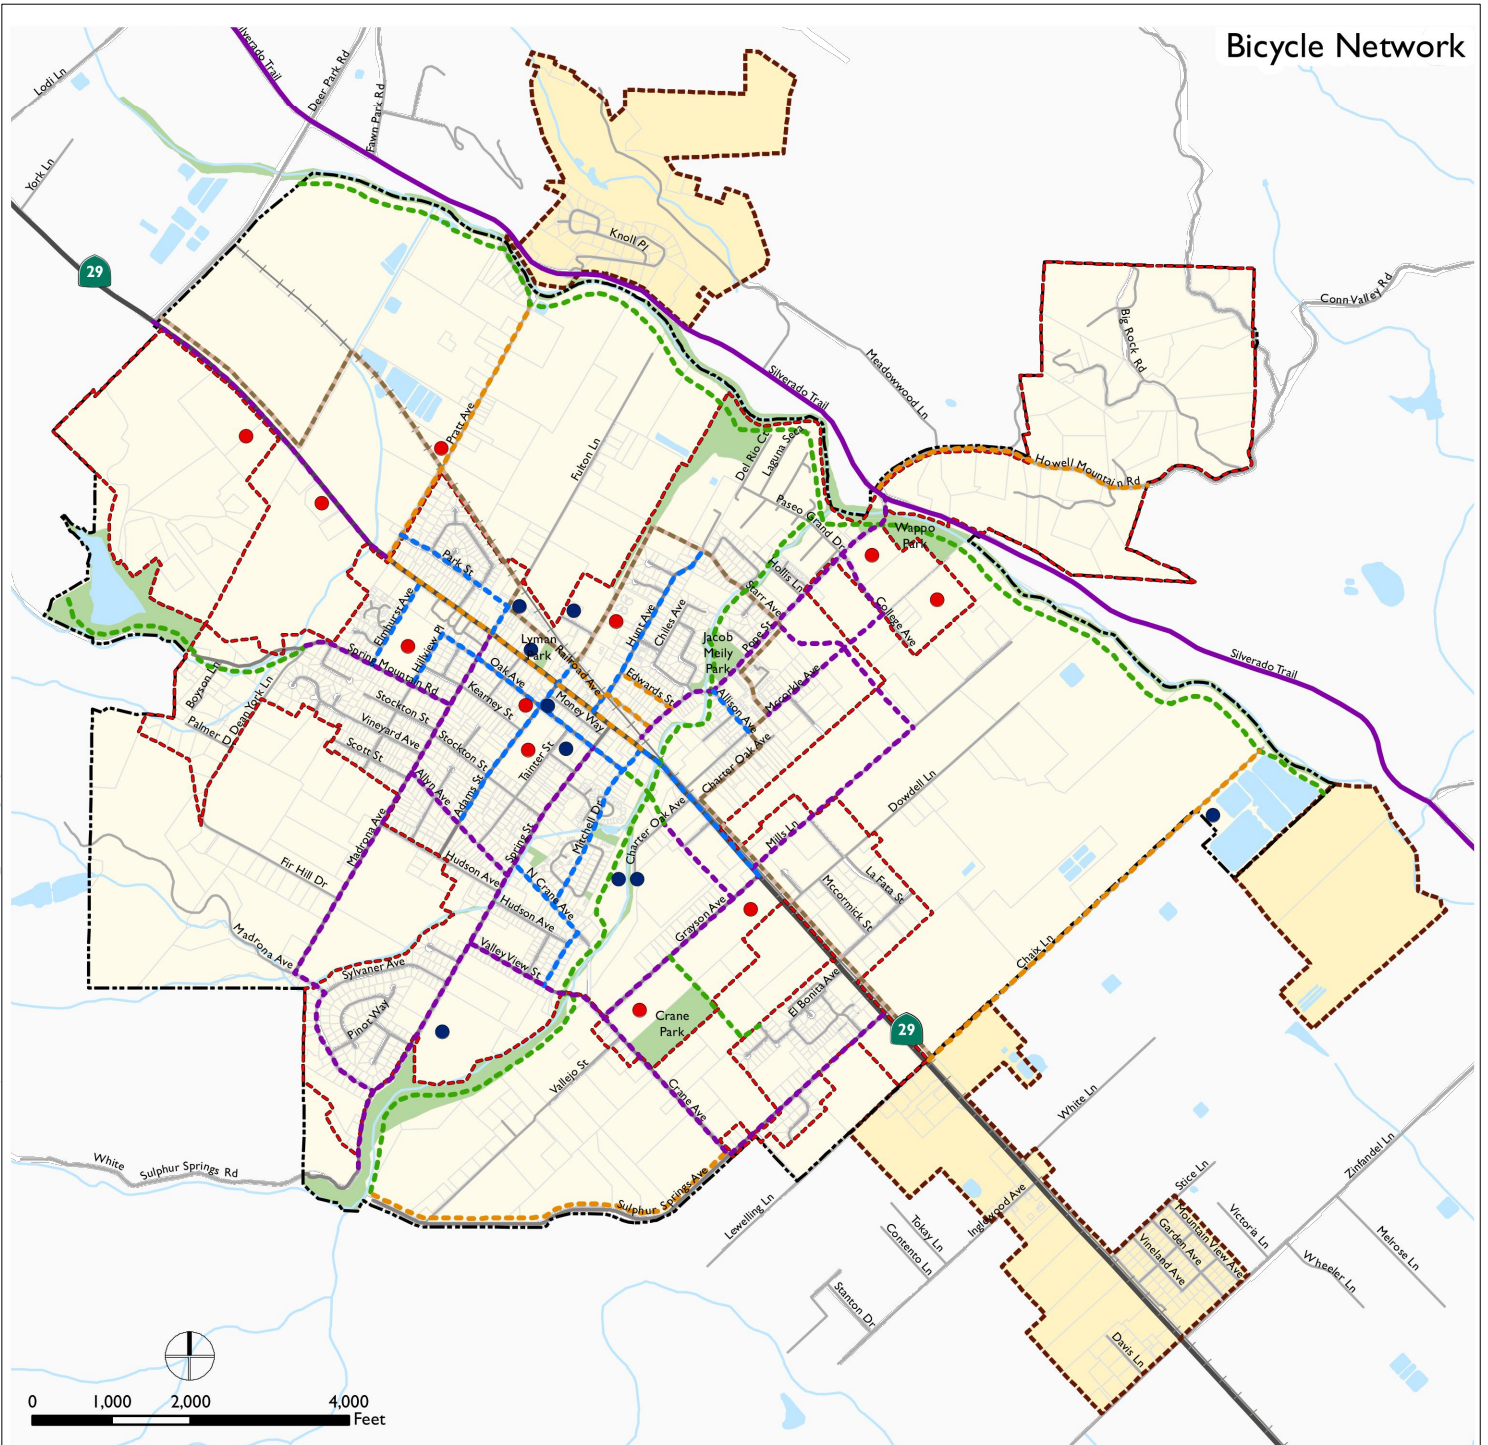 Bicycle Network
Silverado Trail
Lodi Ln
Deer Park Rd
Fawn Park Rd
York Ln
Knoll Pl
29
Conn Valley Rd
Big Rock Rd
Meadowwood Ln
Silverado Trail
Pratt Ave
Fulton Ln
Del Rio Ct
Laguna Seca
Howell Mountain Rd
Paseo Grand Dr
Wappo
Park
Park St
Hollis Ln
Starr Ave
College Ave
Elmhurst Ave
Hunt Ave
Chiles Ave
Hillview Pl
Lyman
Park
Jacob
Meily
Park
Pope St
Railroad Ave
Spring Mountain Rd
Oak Ave
Edwards St
Mccorkle Ave
Silverado Trail
Boyson Ln
Dean York Ln
Kearney St
Money Way
Allison Ave
Stockton St
Palmer D
Vineyard Ave
Stockton St
Scott St
Tainter St
Charter Oak Ave
Allyn Ave
Adams St
Dowdell Ln
Madrona Ave
Spring St
Mitchell Dr
Charter Oak Ave
Mills Ln
Fir Hill Dr
Hudson Ave
N Crane Ave
La Fata St
Mccormick St
Hudson Ave
Grayson Ave
Madrona Ave
Valley View St
Sylvaner Ave
Chaix Ln
El Bonita Ave
Pinot Way
Crane
Park
29
Vallejo St
Crane Ave
White Ln
White
Sulphur Springs Rd
Sulphur Springs Ave
Zinfandel Ln
Stice Ln
Lewelling Ln
Inglewood Ave
Tokay Ln
Contento Ln
Mountain View Ave
Garden Ave
Vineland Ave
Victoria Ln
Wheeler Ln
Melrose Ln
Stanton Dr
Davis Ln
0 1,000 2,000 4,000
Feet